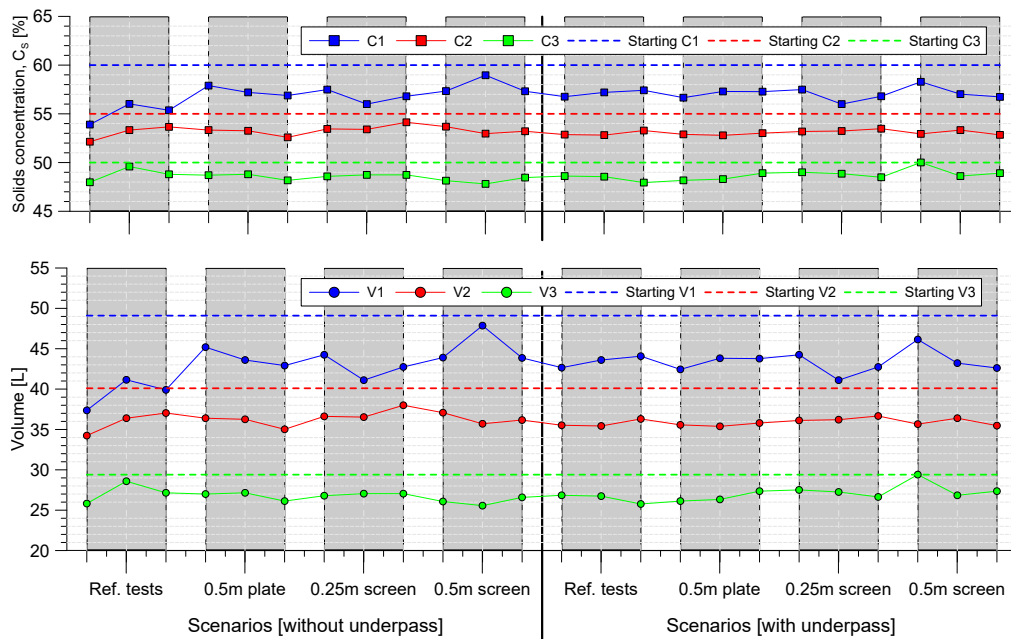 Solids concentration, Cs [%]
65
60
55
50
45
C1 C2 C3 Starting C1 Starting C2 Starting C3
Volume [L]
55
50
45
40
35
30
25
20
V1 V2 V3 Starting V1 Starting V2 Starting V3
Ref. tests 0.5m plate 0.25m screen 0.5m screen Ref. tests 0.5m plate 0.25m screen 0.5m screen
Scenarios [without underpass] Scenarios [with underpass]